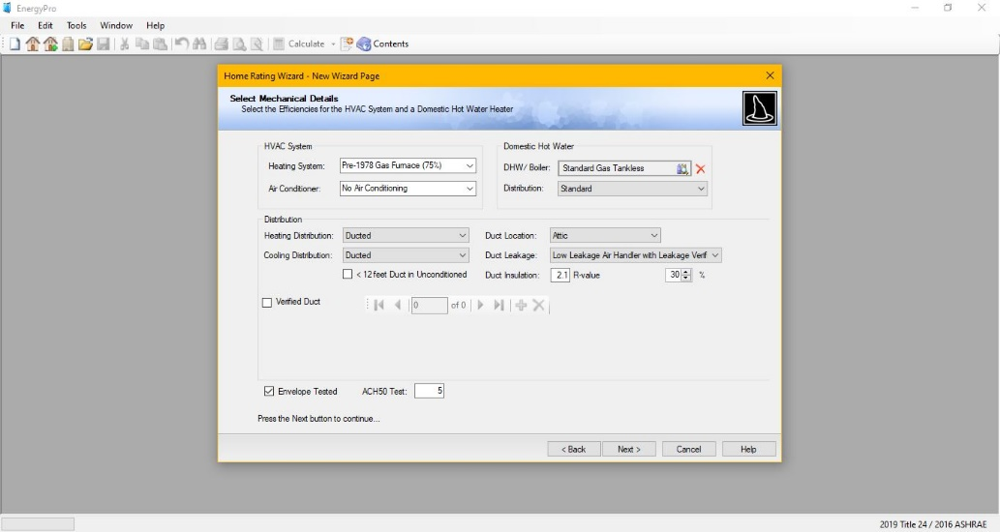 EnergyPro
File Edit Tools Window Help
Calculate Contents
Home Rating Wizard - New Wizard Page
Select Mechanical Details
Select the Efficiencies for the HVAC System and a Domestic Hot Water Heater
HVAC System
Heating System: Pre-1978 Gas Furnace (75%)
Air Conditioner: No Air Conditioning
Domestic Hot Water
DHW/ Boiler: Standard Gas Tankless
Distribution: Standard
Distribution
Heating Distribution: Ducted Duct Location: Attic
Cooling Distribution: Ducted Duct Leakage: Low Leakage Air Handler with Leakage Verif
< 12 feet Duct in Unconditioned Duct Insulation: 2.1 R-value 30 %
Verified Duct 0 of 0
Envelope Tested ACH50 Test: 5
Press the Next button to continue...
< Back Next > Cancel Help
2019 Title 24 / 2016 ASHRAE